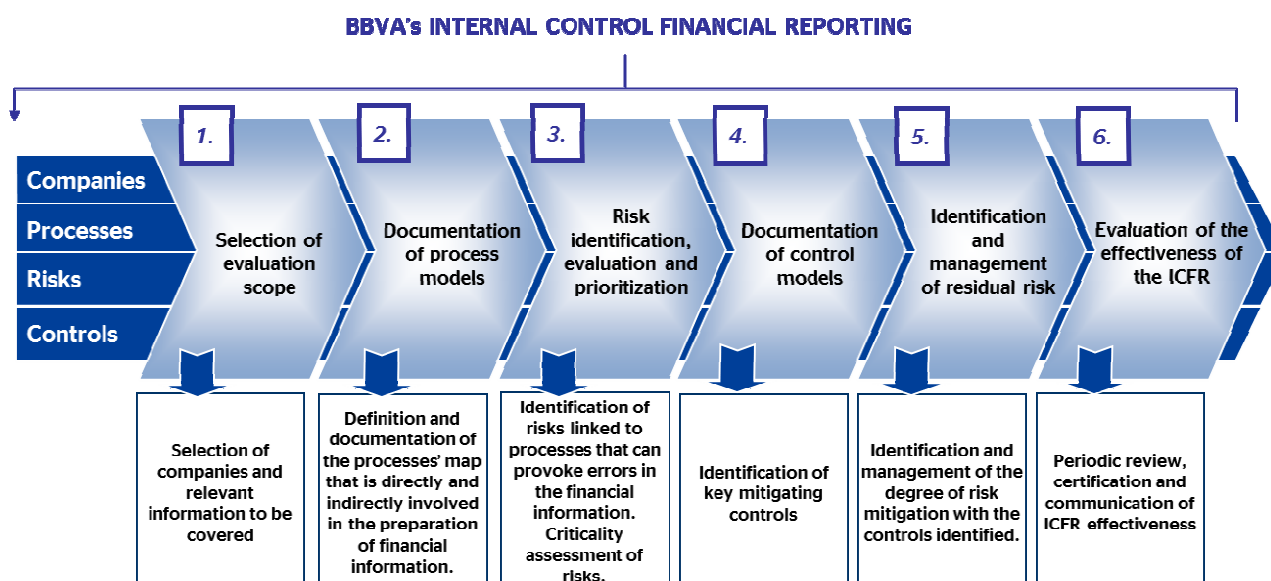 BBVA's INTERNAL CONTROL FINANCIAL REPORTING
1.
2.
3.
4.
5.
6.
Companies
Processes
Risks
Controls
Selection of
evaluation
scope
Documentation
of process
models
Risk
identification,
evaluation and
prioritization
Documentation
of control
models
Identification
and
management
of residual risk
Evaluation of the
effectiveness of
the ICFR
Selection of
companies and
relevant
information to be
covered
Definition and
documentation of
the processes' map
that is directly and
indirectly involved
in the preparation
of financial
information.
Identification of
risks linked to
processes that can
provoke errors in
the financial
information.
Criticality
assessment of
risks.
Identification of
key mitigating
controls
Identification and
management of the
degree of risk
mitigation with the
controls identified.
Periodic review,
certification and
communication of
ICFR effectiveness